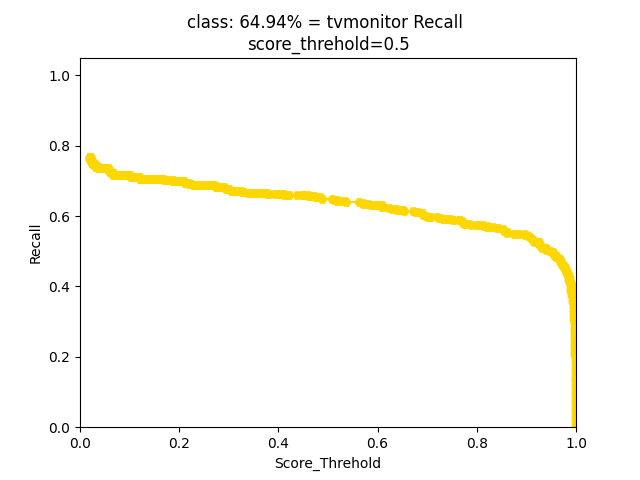 class: 64.94% = tvmonitor Recall
score_threhold=0.5
1.0
0.8
0.6
0.4
0.2
0.0
Recall
0.0 0.2 0.4 0.6 0.8 1.0
Score_Threhold